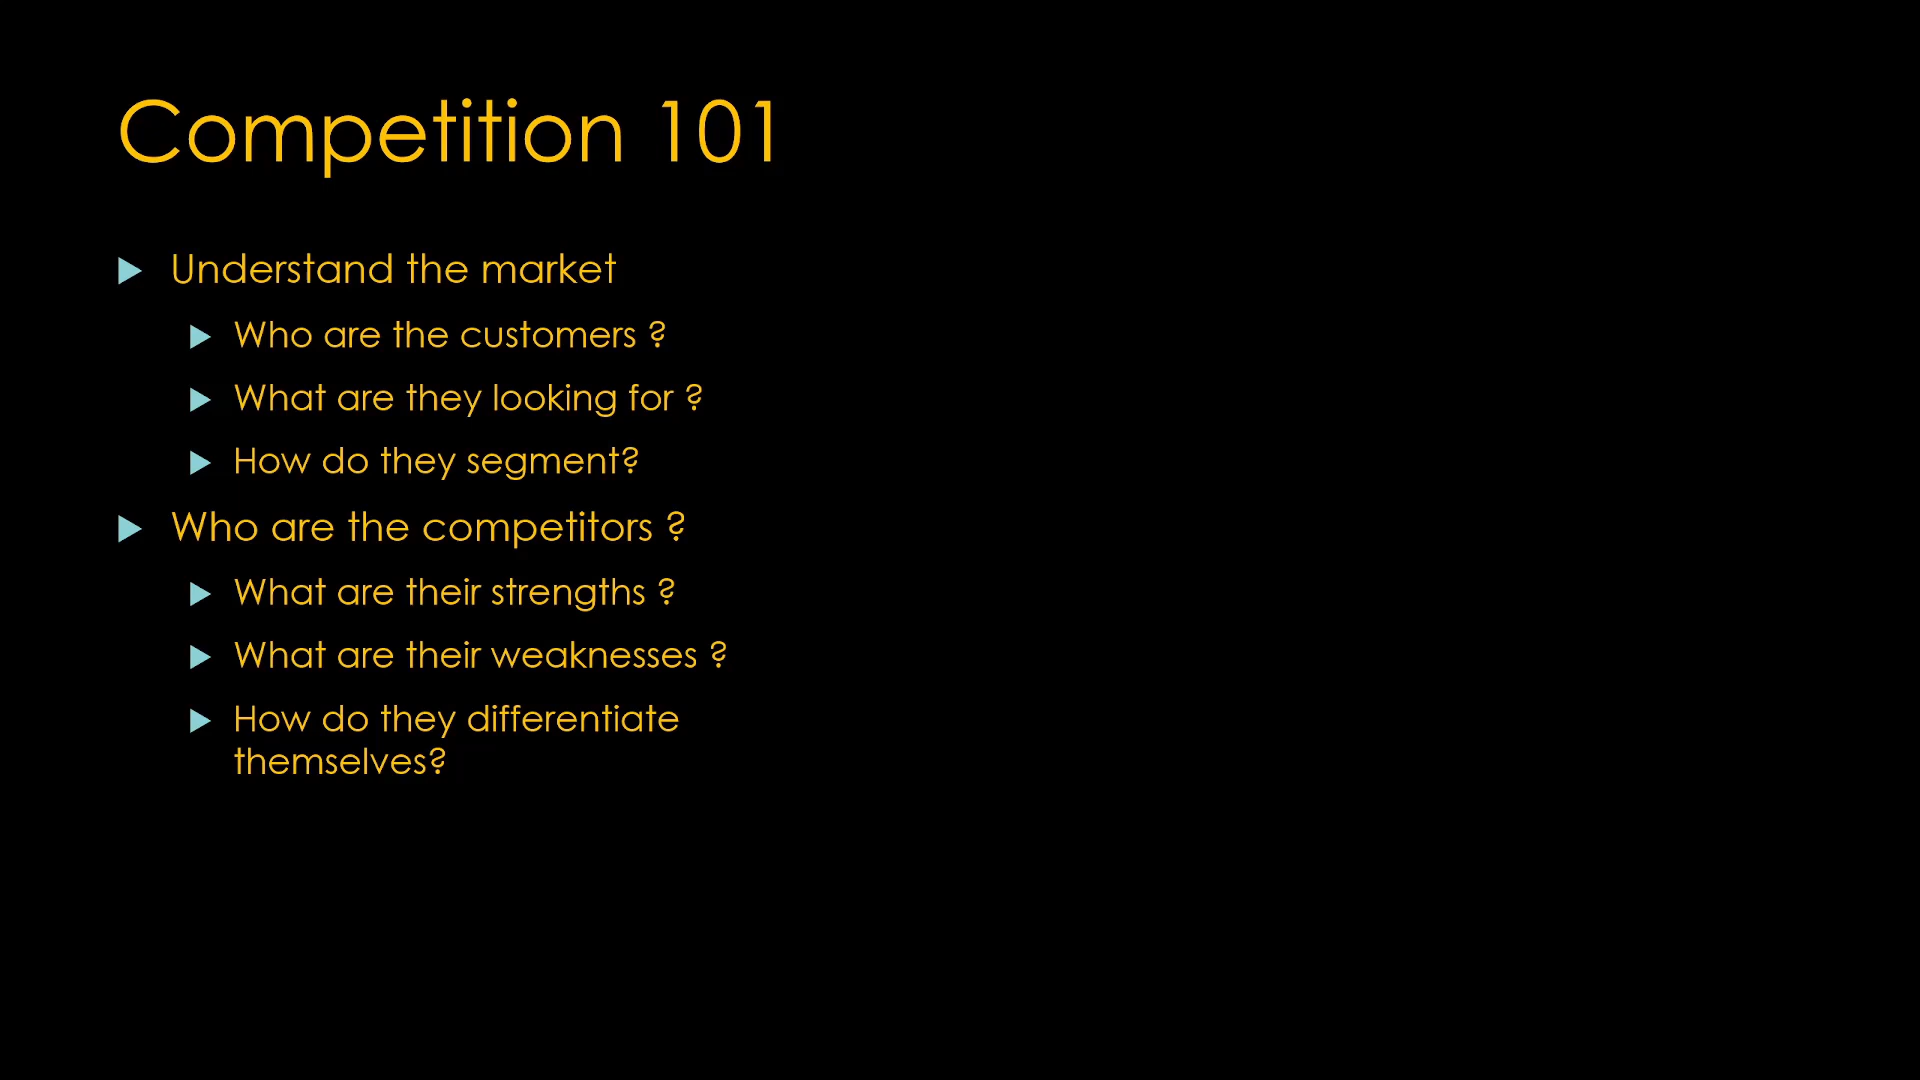 Competition 101
Understand the market
Who are the customers ?
What are they looking for ?
How do they segment?
Who are the competitors ?
What are their strengths ?
What are their weaknesses ?
How do they differentiate
themselves?